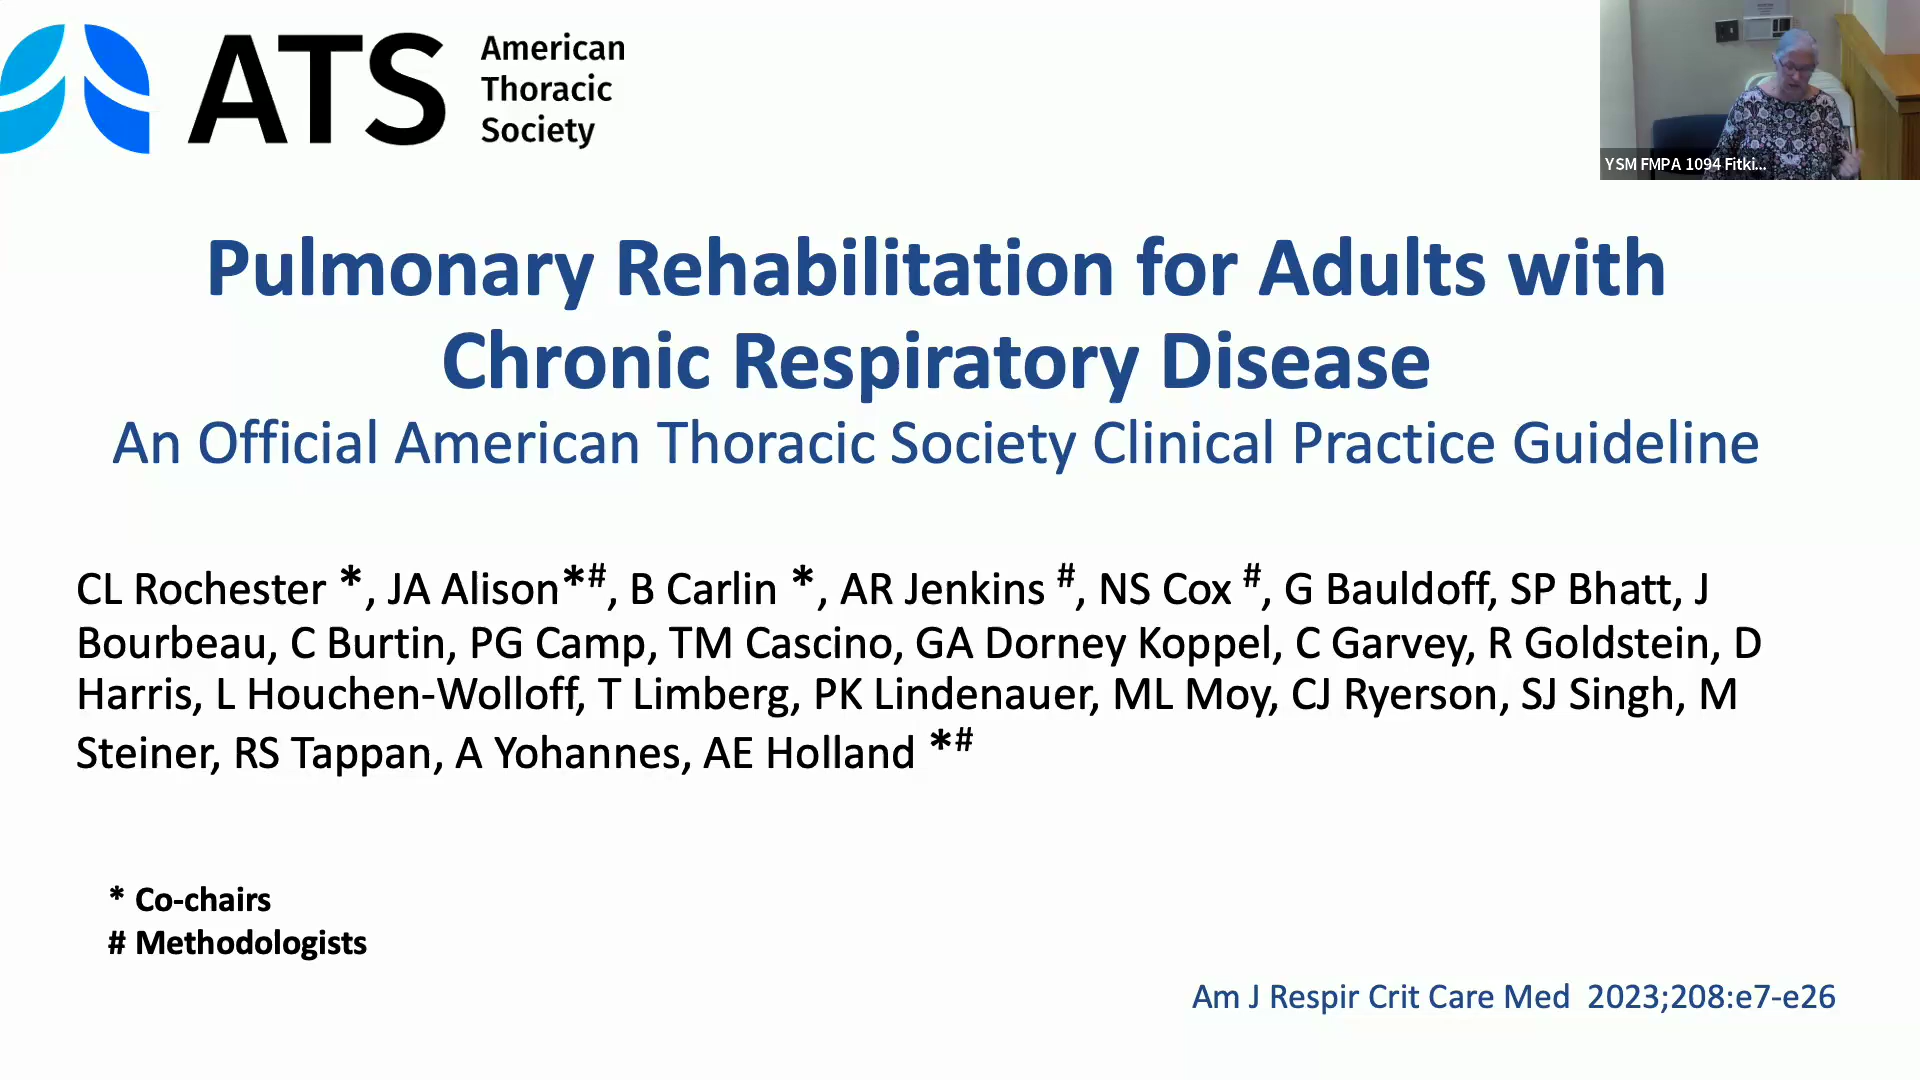 ATS
American
Thoracic
Society
YSM FMPA 1094 Fitki...
Pulmonary Rehabilitation for Adults with
Chronic Respiratory Disease
An Official American Thoracic Society Clinical Practice Guideline
CL Rochester *, JA Alison*#, B Carlin *, AR Jenkins #, NS Cox #, G Bauldoff, SP Bhatt, J
Bourbeau, C Burtin, PG Camp, TM Cascino, GA Dorney Koppel, C Garvey, R Goldstein, D
Harris, L Houchen-Wolloff, T Limberg, PK Lindenauer, ML Moy, CJ Ryerson, SJ Singh, M
Steiner, RS Tappan, A Yohannes, AE Holland *#
* Co-chairs
# Methodologists
Am J Respir Crit Care Med 2023;208:e7-e26